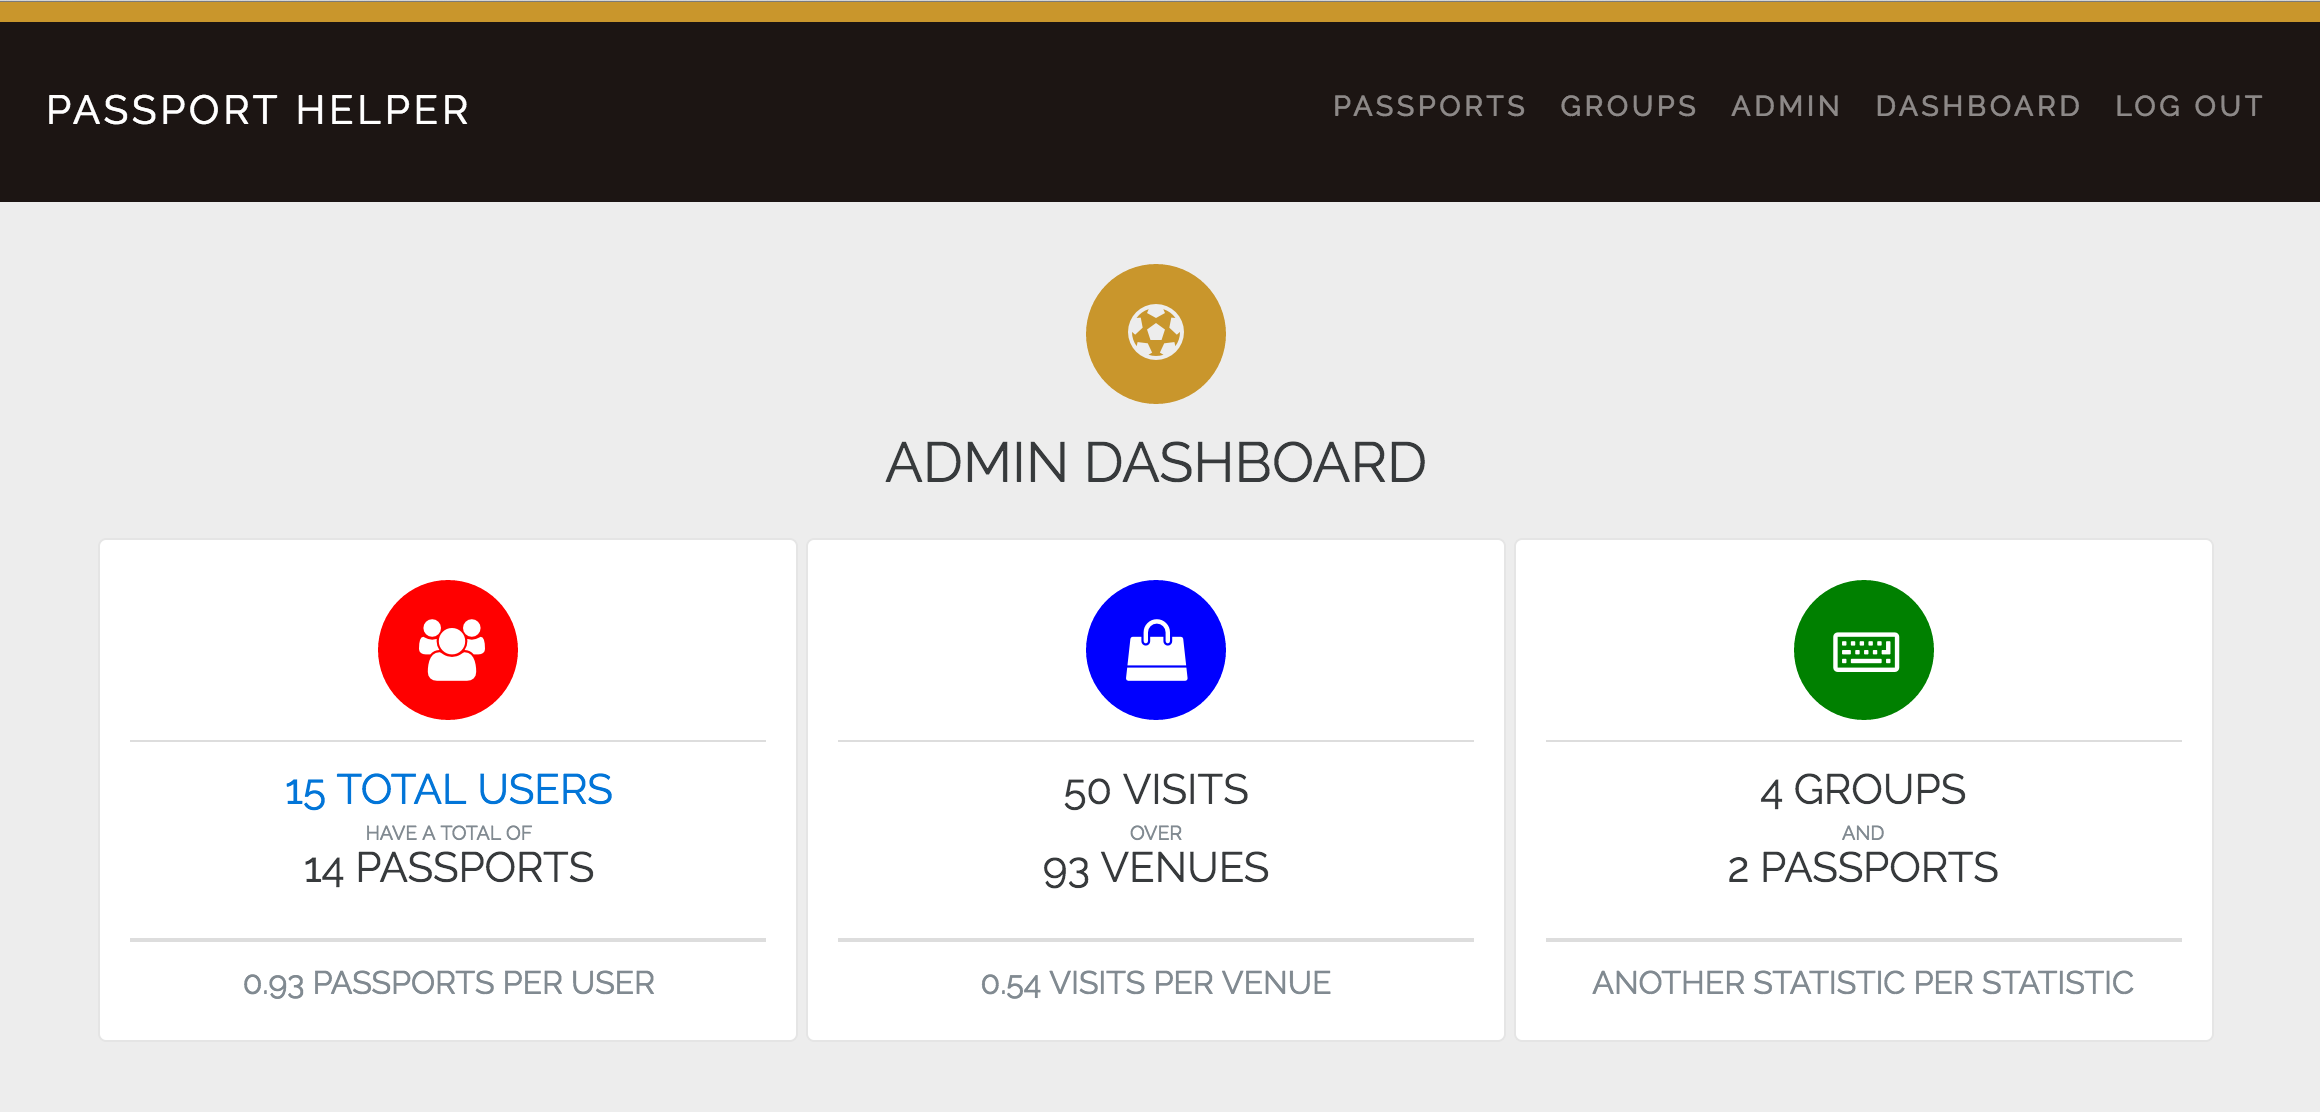 PASSPORT HELPER
PASSPORTS GROUPS ADMIN DASHBOARD LOG OUT
ADMIN DASHBOARD
15 TOTAL USERS
HAVE A TOTAL OF
14 PASSPORTS
0.93 PASSPORTS PER USER
50 VISITS
OVER
93 VENUES
0.54 VISITS PER VENUE
4 GROUPS
AND
2 PASSPORTS
ANOTHER STATISTIC PER STATISTIC